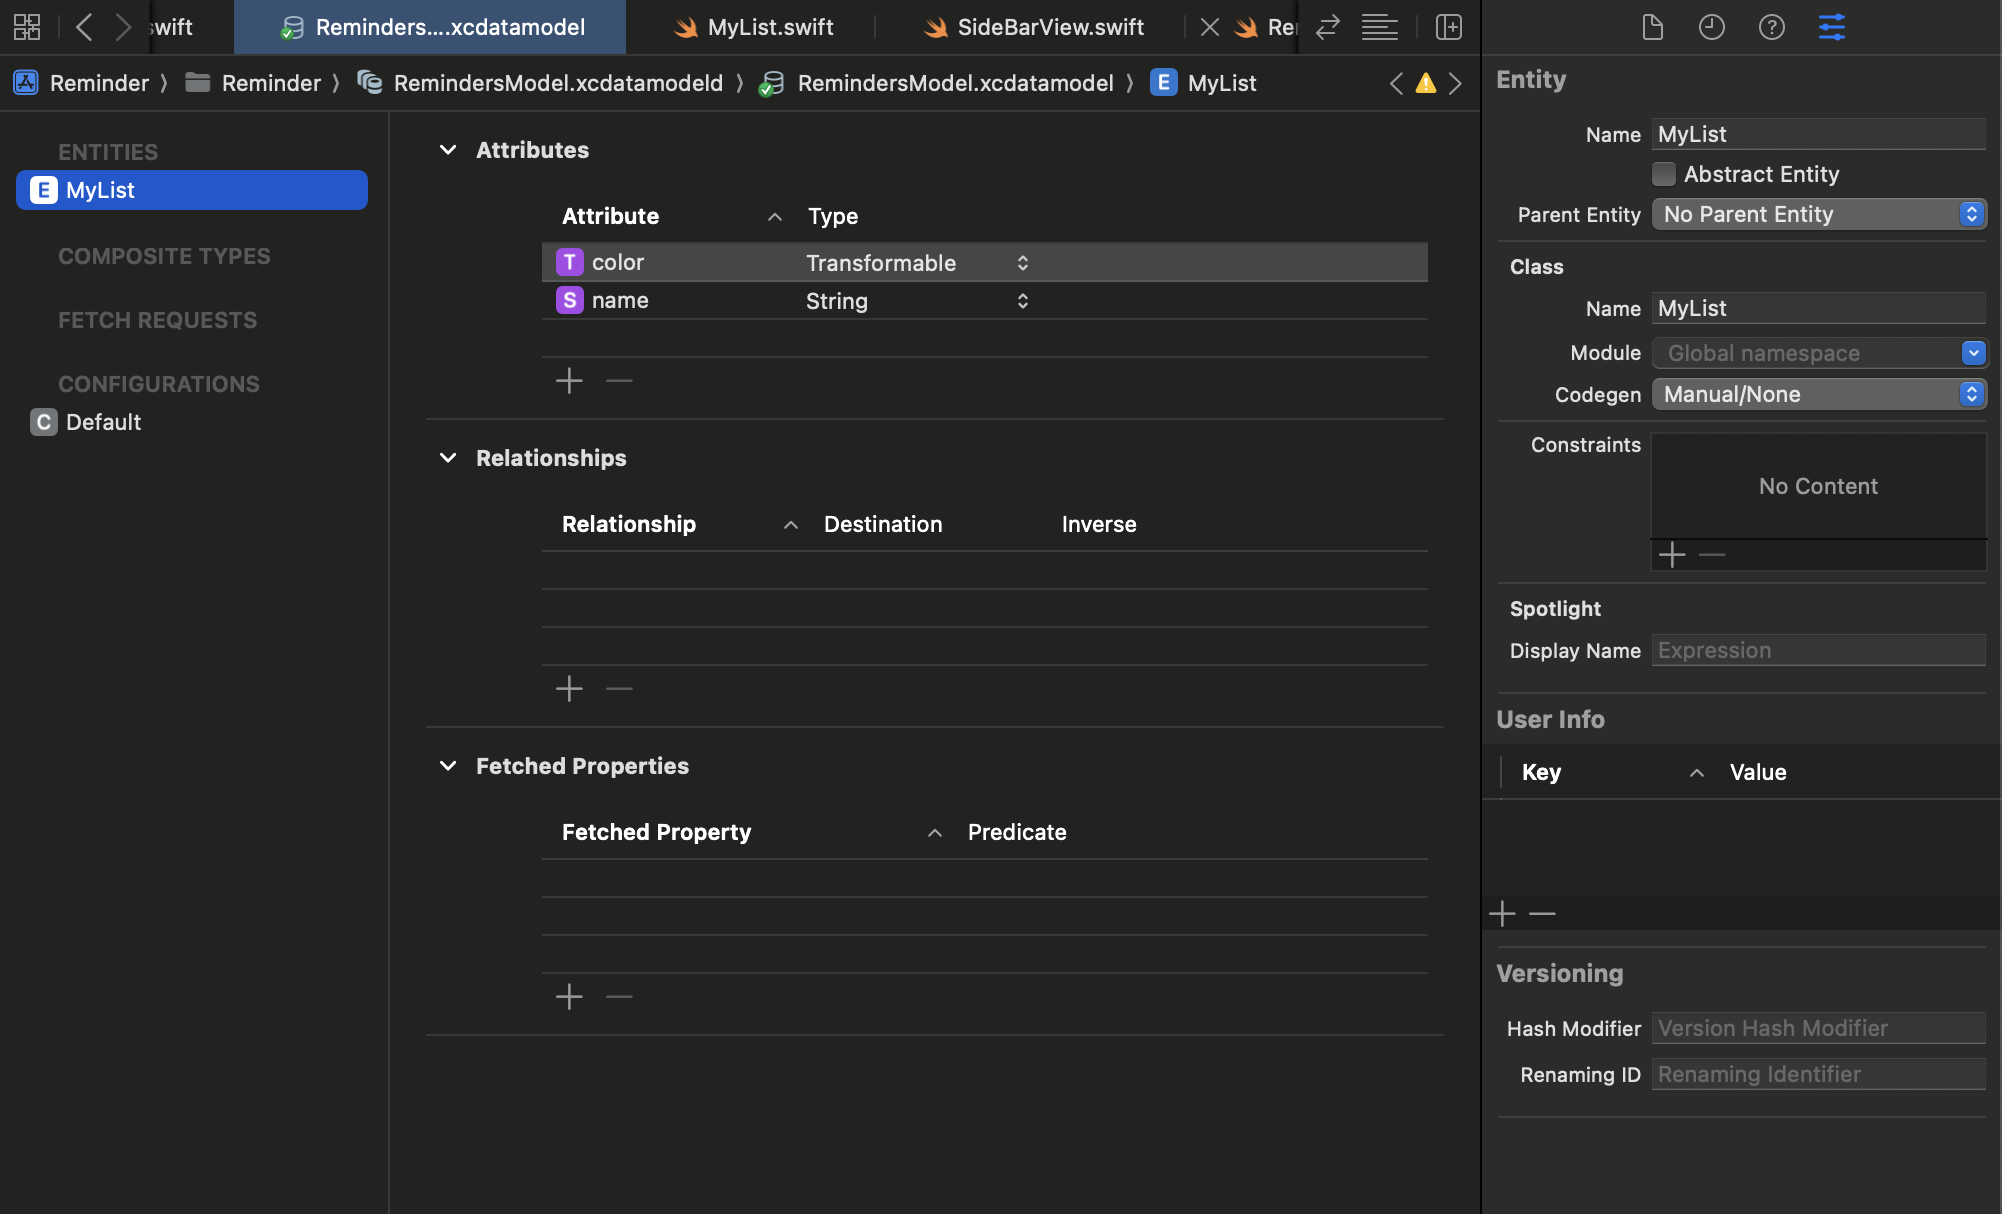 swift
Reminders....xcdatamodel
MyList.swift
SideBarView.swift
Re
Reminder
Reminder
RemindersModel.xcdatamodeld
RemindersModel.xcdatamodel
E MyList
ENTITIES
E MyList
COMPOSITE TYPES
FETCH REQUESTS
CONFIGURATIONS
C Default
Attributes
Attribute Type
T color Transformable
S name String
Relationships
Relationship Destination Inverse
Fetched Properties
Fetched Property Predicate
Entity
Name MyList
Abstract Entity
Parent Entity No Parent Entity
Class
Name MyList
Module Global namespace
Codegen Manual/None
Constraints
No Content
Spotlight
Display Name Expression
User Info
Key Value
Versioning
Hash Modifier Version Hash Modifier
Renaming ID Renaming Identifier